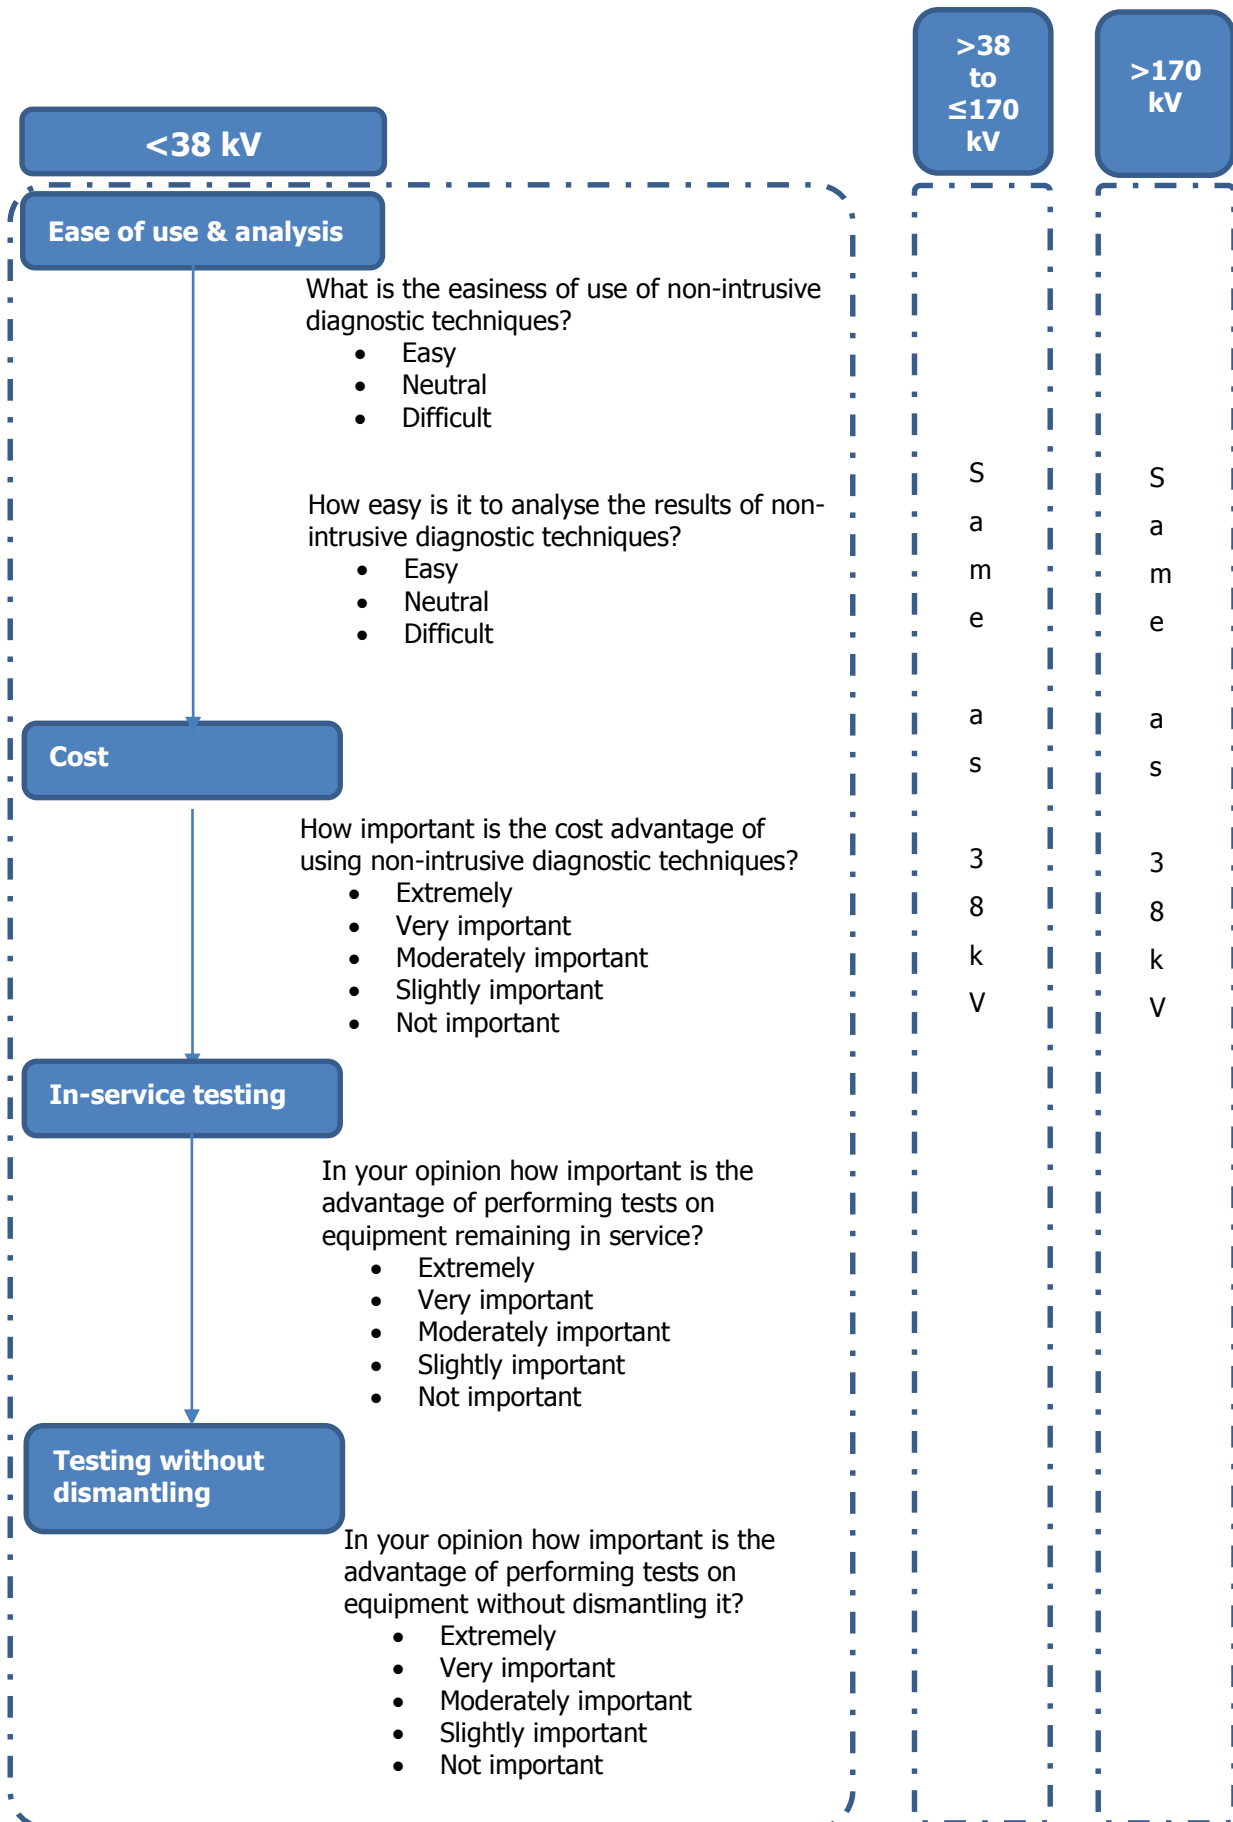 <38 kV
>38
to
≤170
kV
>170
kV
Ease of use & analysis
What is the easiness of use of non-intrusive
diagnostic techniques?
• Easy
• Neutral
• Difficult
How easy is it to analyse the results of non-
intrusive diagnostic techniques?
• Easy
• Neutral
• Difficult
Cost
How important is the cost advantage of
using non-intrusive diagnostic techniques?
• Extremely
• Very important
• Moderately important
• Slightly important
• Not important
In-service testing
In your opinion how important is the
advantage of performing tests on
equipment remaining in service?
• Extremely
• Very important
• Moderately important
• Slightly important
• Not important
Testing without
dismantling
In your opinion how important is the
advantage of performing tests on
equipment without dismantling it?
• Extremely
• Very important
• Moderately important
• Slightly important
• Not important
S
a
m
e
a
s
3
8
k
V
S
a
m
e
a
s
3
8
k
V